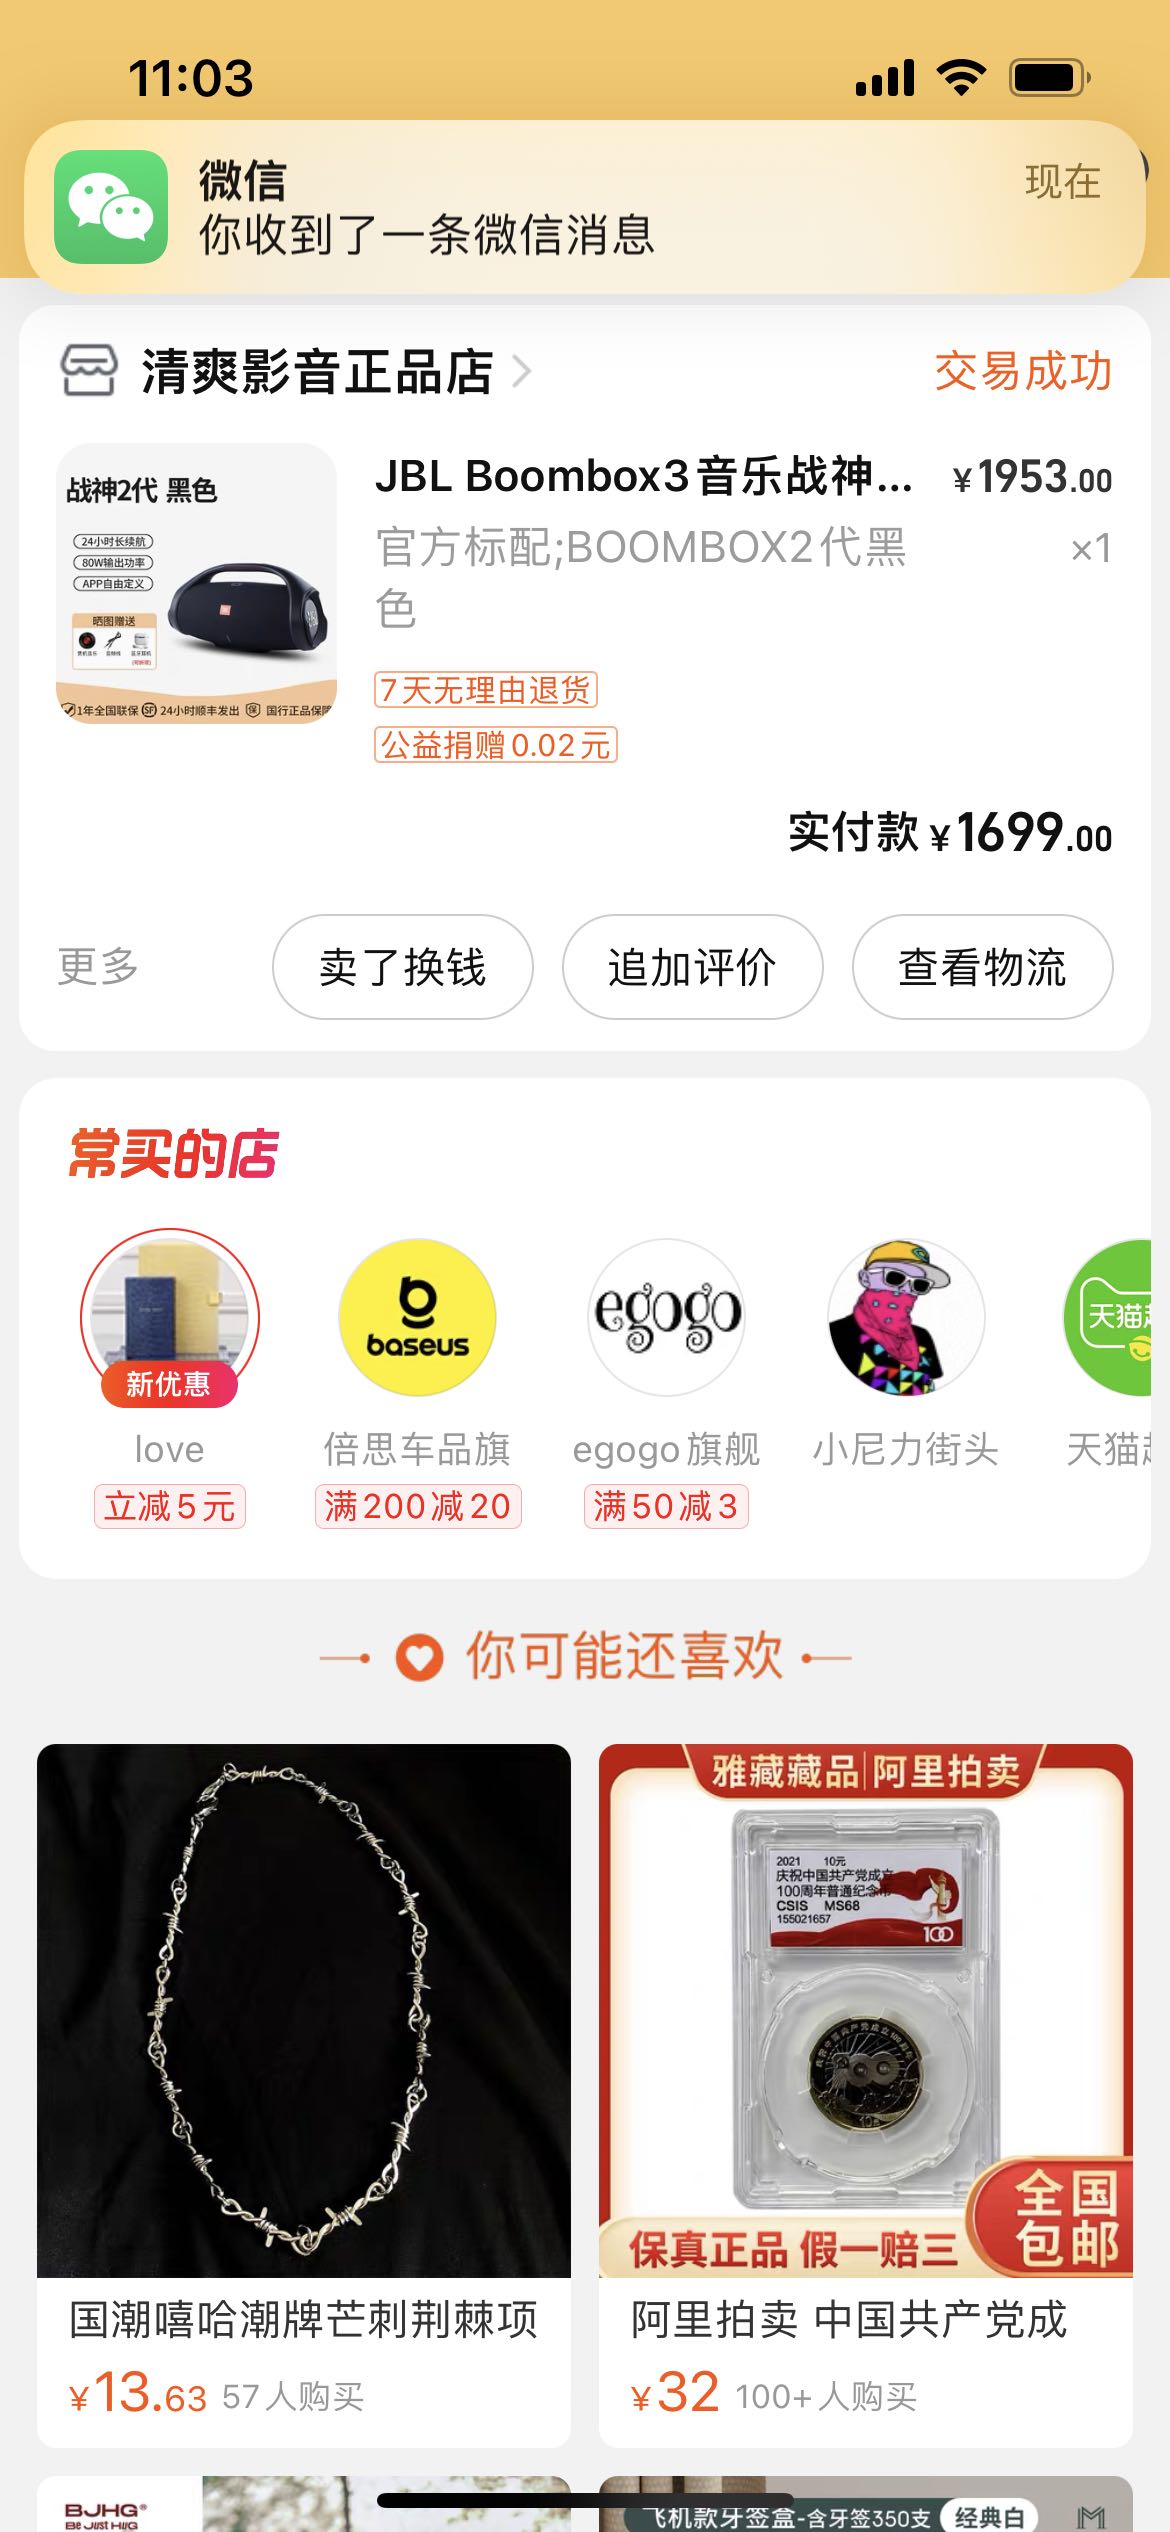 11:03
微信
现在
你收到了一条微信消息
清爽影音正品店
交易成功
战神2代 黑色
24小时长续航
80W输出功率
APP自由定义
晒图赠送
1年全国联保
24小时顺丰发出
国行正品保障
JBL Boombox3音乐战神...
¥1953.00
官方标配;BOOMBOX2代黑
色
×1
7天无理由退货
公益捐赠0.02元
实付款 ¥1699.00
更多
卖了换钱
追加评价
查看物流
常买的店
新优惠
love
立减5元
baseus
倍思车品旗
满200减20
egogo
egogo旗舰
满50减3
小尼力街头
天猫
天猫超
你可能还喜欢
国潮嘻哈潮牌芒刺荆棘项
¥13.63 57人购买
雅藏藏品|阿里拍卖
2021 10元
庆祝中国共产党成立
100周年普通纪念币
CSIS MS68
155021657
100
全国
包邮
保真正品 假一赔三
阿里拍卖 中国共产党成
¥32 100+人购买
BJHG®
Be Just HUG
飞机款牙签盒-含牙签350支
经典白